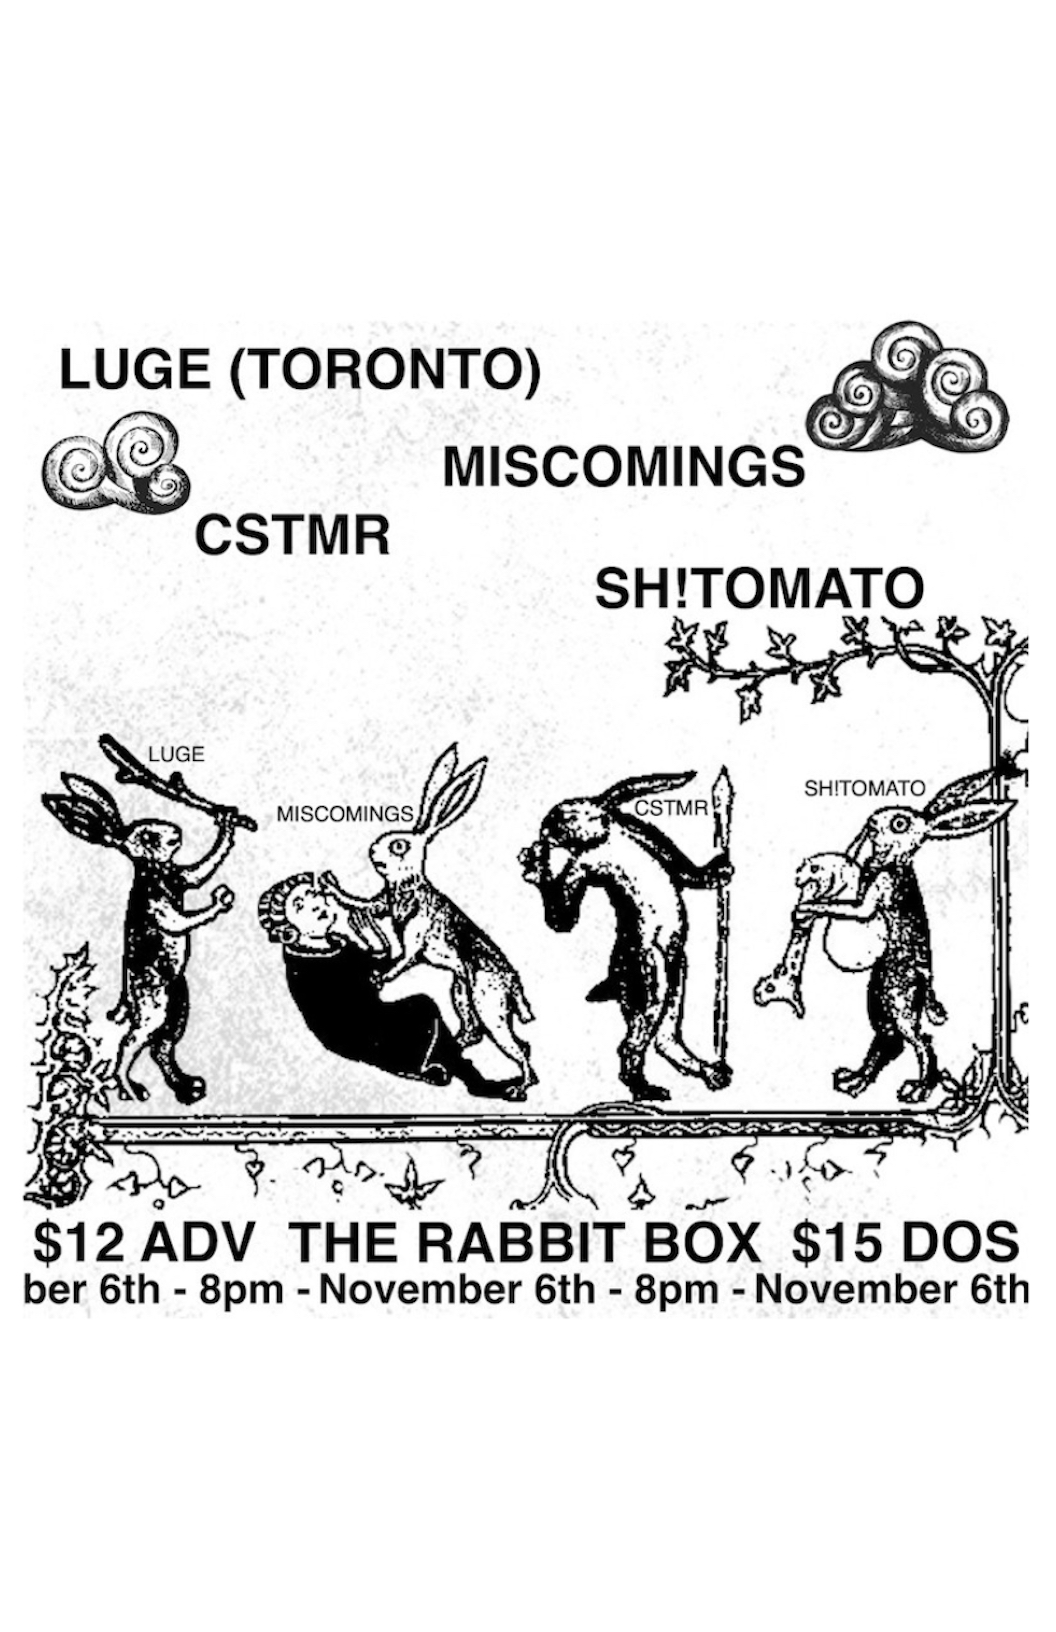 LUGE (TORONTO)
MISCOMINGS
CSTMR
SH!TOMATO
LUGE
MISCOMINGS
CSTMR
SH!TOMATO
$12 ADV THE RABBIT BOX $15 DOS
ber 6th - 8pm - November 6th - 8pm - November 6th